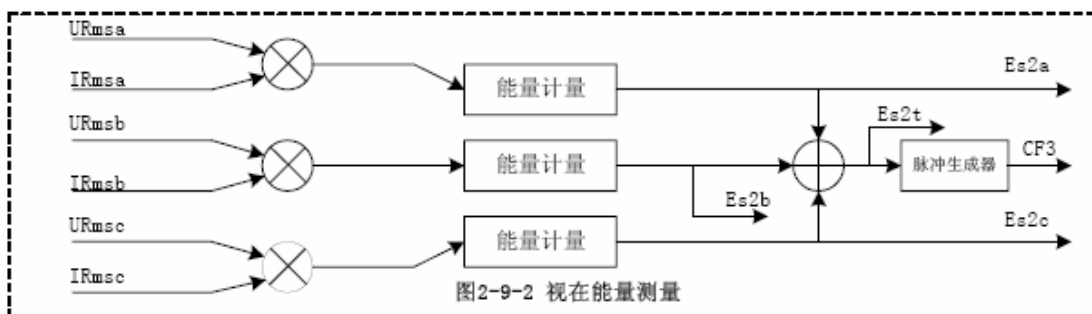 URmsa
IRmsa
能量计量
Es2a
URmsb
IRmsb
能量计量
Es2b
Es2t
脉冲生成器
CF3
URmsc
IRmsc
能量计量
Es2c
图2-9-2 视在能量测量